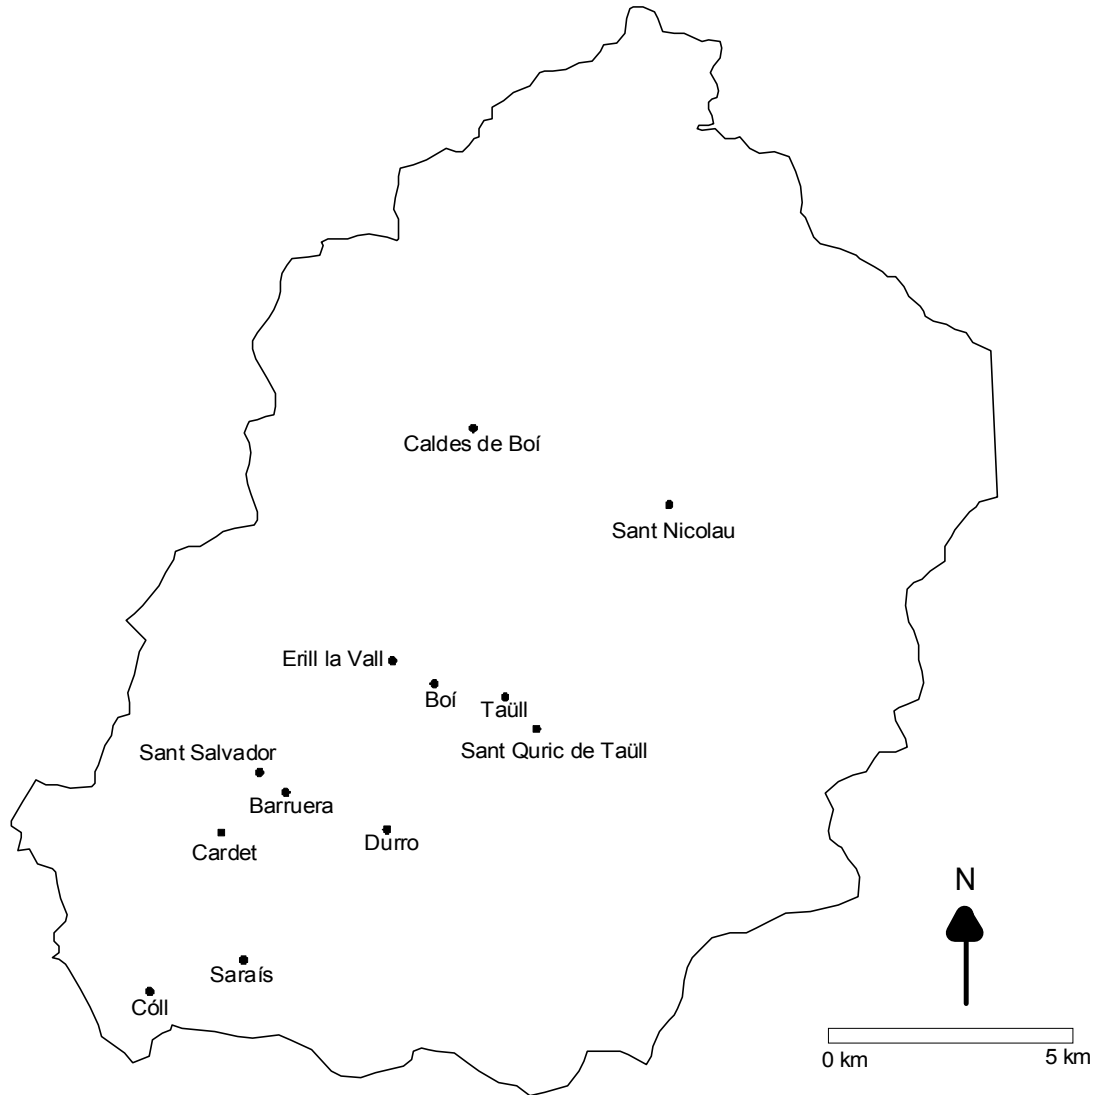 Caldes de Boí
Sant Nicolau
Erill la Vall
Boí
Taüll
Sant Quric de Taüll
Sant Salvador
Barruera
Durro
Cardet
N
Saraís
Cóll
0 km
5 km